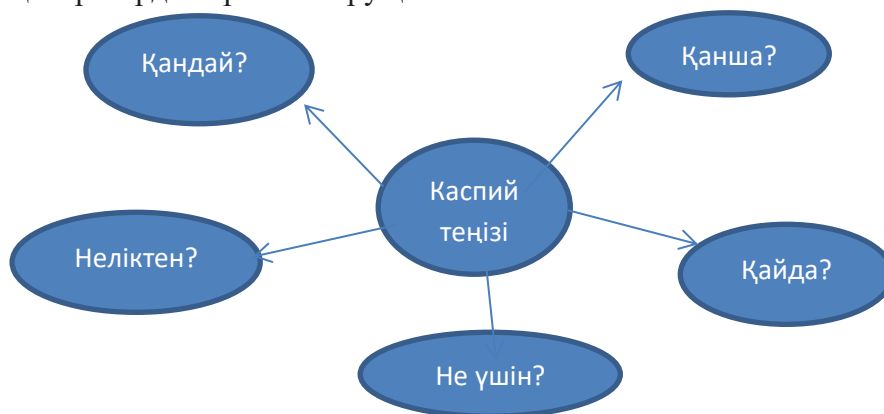 Қандай?
Қанша?
Каспий
теңізі
Неліктен?
Қайда?
Не үшін?